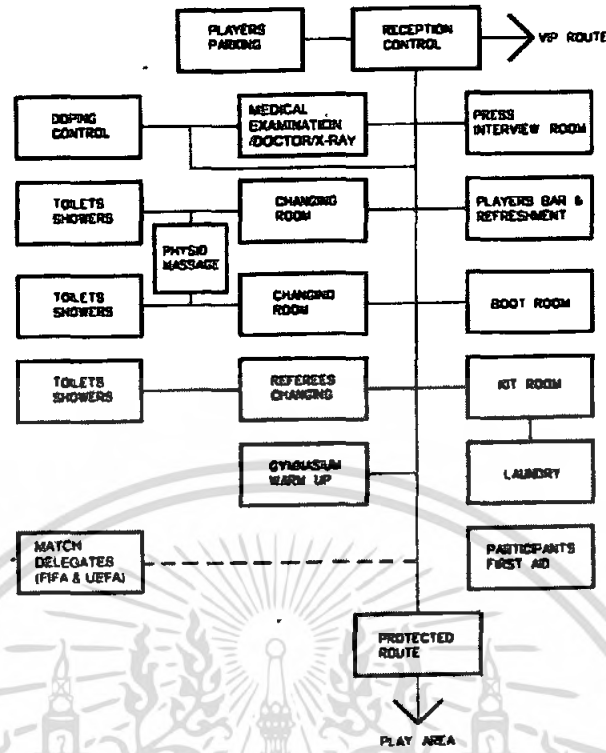 PLAYERS
PARKING
RECEPTION
CONTROL
VIP ROUTE
DOPING
CONTROL
MEDICAL
EXAMINATION
/DOCTOR/X-RAY
PRESS
INTERVIEW ROOM
TOILETS
SHOWERS
CHANGING
ROOM
PLAYERS BAR &
REFRESHMENT
PHYSIO
MASSAGE
TOILETS
SHOWERS
CHANGING
ROOM
BOOT ROOM
TOILETS
SHOWERS
REFEREES
CHANGING
KIT ROOM
GYMNASIUM
WARM UP
LAUNDRY
MATCH
DELEGATES
(FIFA & UEFA)
PARTICIPANTS
FIRST AID
PROTECTED
ROUTE
PLAY AREA